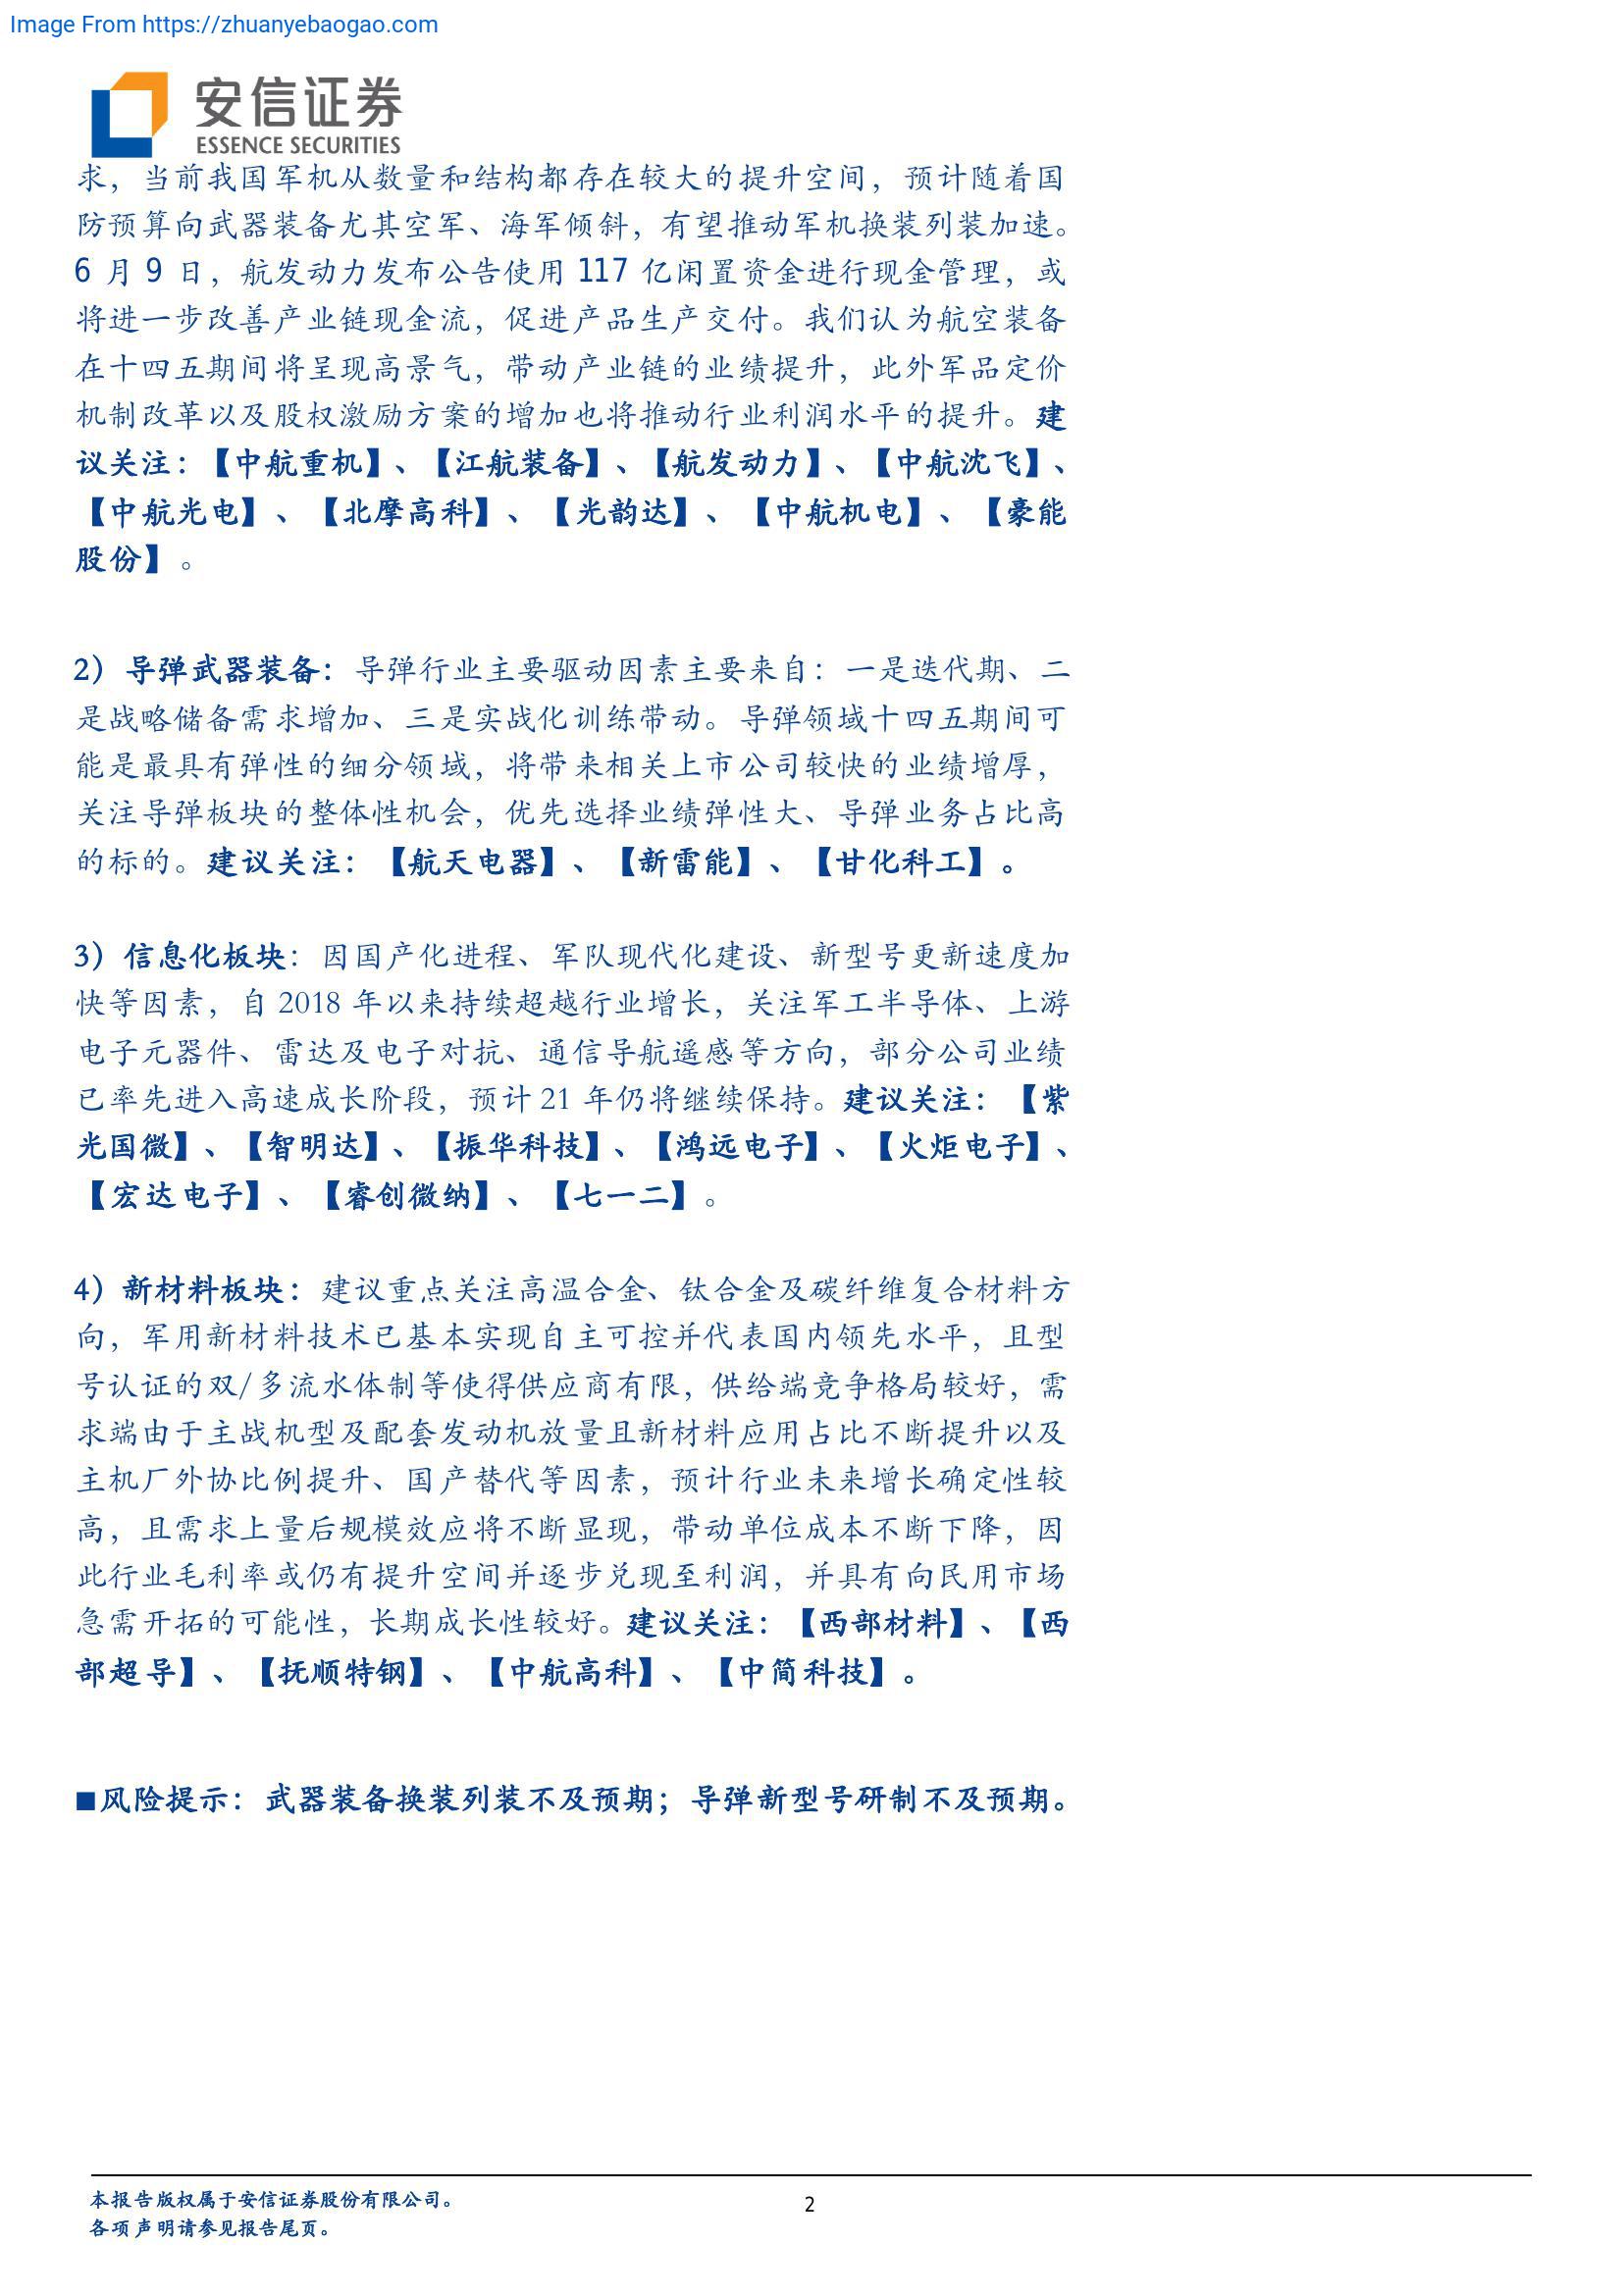 Image From https://zhuanyebaogao.com
安信证券
ESSENCE SECURITIES
求，当前我国军机从数量和结构都存在较大的提升空间，预计随着国
防预算向武器装备尤其空军、海军倾斜，有望推动军机换装列装加速。
6 月 9 日，航发动力发布公告使用 117 亿闲置资金进行现金管理，或
将进一步改善产业链现金流，促进产品生产交付。我们认为航空装备
在十四五期间将呈现高景气，带动产业链的业绩提升，此外军品定价
机制改革以及股权激励方案的增加也将推动行业利润水平的提升。建
议关注：【中航重机】、【江航装备】、【航发动力】、【中航沈飞】、
【中航光电】、【北摩高科】、【光韵达】、【中航机电】、【豪能
股份】。
2）导弹武器装备：导弹行业主要驱动因素主要来自：一是迭代期、二
是战略储备需求增加、三是实战化训练带动。导弹领域十四五期间可
能是最具有弹性的细分领域，将带来相关上市公司较快的业绩增厚，
关注导弹板块的整体性机会，优先选择业绩弹性大、导弹业务占比高
的标的。建议关注：【航天电器】、【新雷能】、【甘化科工】。
3）信息化板块：因国产化进程、军队现代化建设、新型号更新速度加
快等因素，自 2018 年以来持续超越行业增长，关注军工半导体、上游
电子元器件、雷达及电子对抗、通信导航遥感等方向，部分公司业绩
已率先进入高速成长阶段，预计 21 年仍将继续保持。建议关注：【紫
光国微】、【智明达】、【振华科技】、【鸿远电子】、【火炬电子】、
【宏达电子】、【睿创微纳】、【七一二】。
4）新材料板块：建议重点关注高温合金、钛合金及碳纤维复合材料方
向，军用新材料技术已基本实现自主可控并代表国内领先水平，且型
号认证的双/多流水体制等使得供应商有限，供给端竞争格局较好，需
求端由于主战机型及配套发动机放量且新材料应用占比不断提升以及
主机厂外协比例提升、国产替代等因素，预计行业未来增长确定性较
高，且需求上量后规模效应将不断显现，带动单位成本不断下降，因
此行业毛利率或仍有提升空间并逐步兑现至利润，并具有向民用市场
急需开拓的可能性，长期成长性较好。建议关注：【西部材料】、【西
部超导】、【抚顺特钢】、【中航高科】、【中简科技】。
■风险提示：武器装备换装列装不及预期；导弹新型号研制不及预期。
本报告版权属于安信证券股份有限公司。
2
各项声明请参见报告尾页。